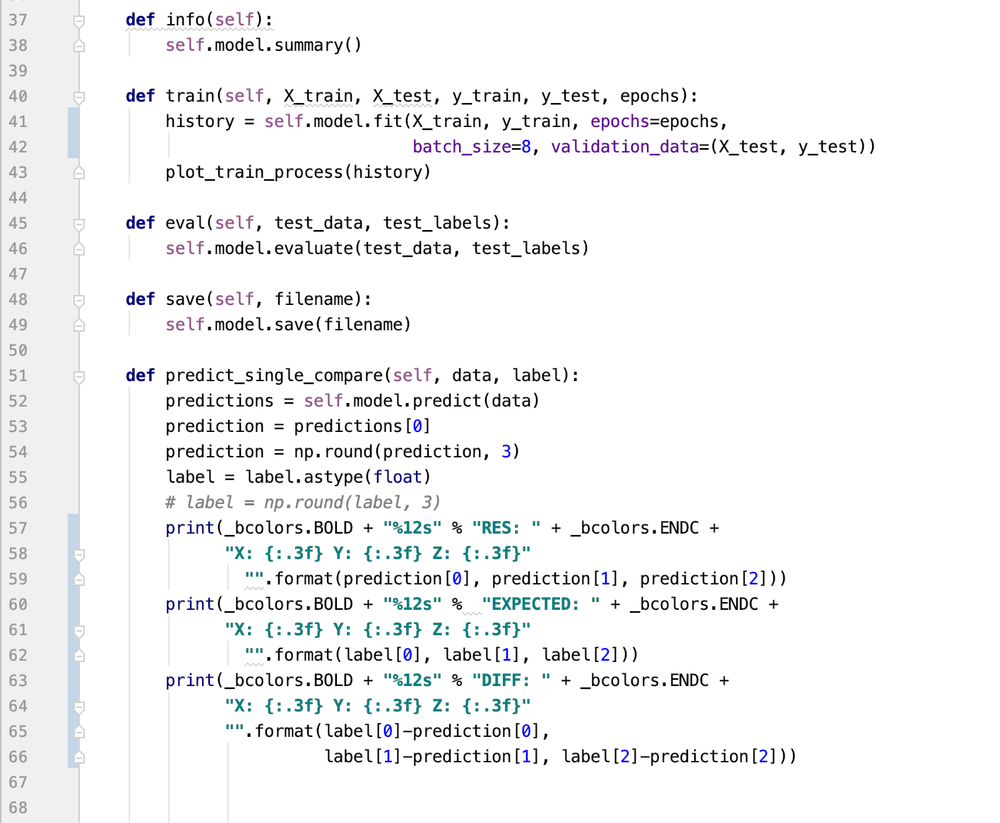 37 def info(self):
38 self.model.summary()
39
40 def train(self, X_train, X_test, y_train, y_test, epochs):
41 history = self.model.fit(X_train, y_train, epochs=epochs,
42 batch_size=8, validation_data=(X_test, y_test))
43 plot_train_process(history)
44
45 def eval(self, test_data, test_labels):
46 self.model.evaluate(test_data, test_labels)
47
48 def save(self, filename):
49 self.model.save(filename)
50
51 def predict_single_compare(self, data, label):
52 predictions = self.model.predict(data)
53 prediction = predictions[0]
54 prediction = np.round(prediction, 3)
55 label = label.astype(float)
56 # label = np.round(label, 3)
57 print(_bcolors.BOLD + "%12s" % "RES: " + _bcolors.ENDC +
58 "X: {:.3f} Y: {:.3f} Z: {:.3f}"
59 "".format(prediction[0], prediction[1], prediction[2]))
60 print(_bcolors.BOLD + "%12s" %  "EXPECTED: " + _bcolors.ENDC +
61 "X: {:.3f} Y: {:.3f} Z: {:.3f}"
62 "".format(label[0], label[1], label[2]))
63 print(_bcolors.BOLD + "%12s" % "DIFF: " + _bcolors.ENDC +
64 "X: {:.3f} Y: {:.3f} Z: {:.3f}"
65 "".format(label[0]-prediction[0],
66 label[1]-prediction[1], label[2]-prediction[2]))
67
68